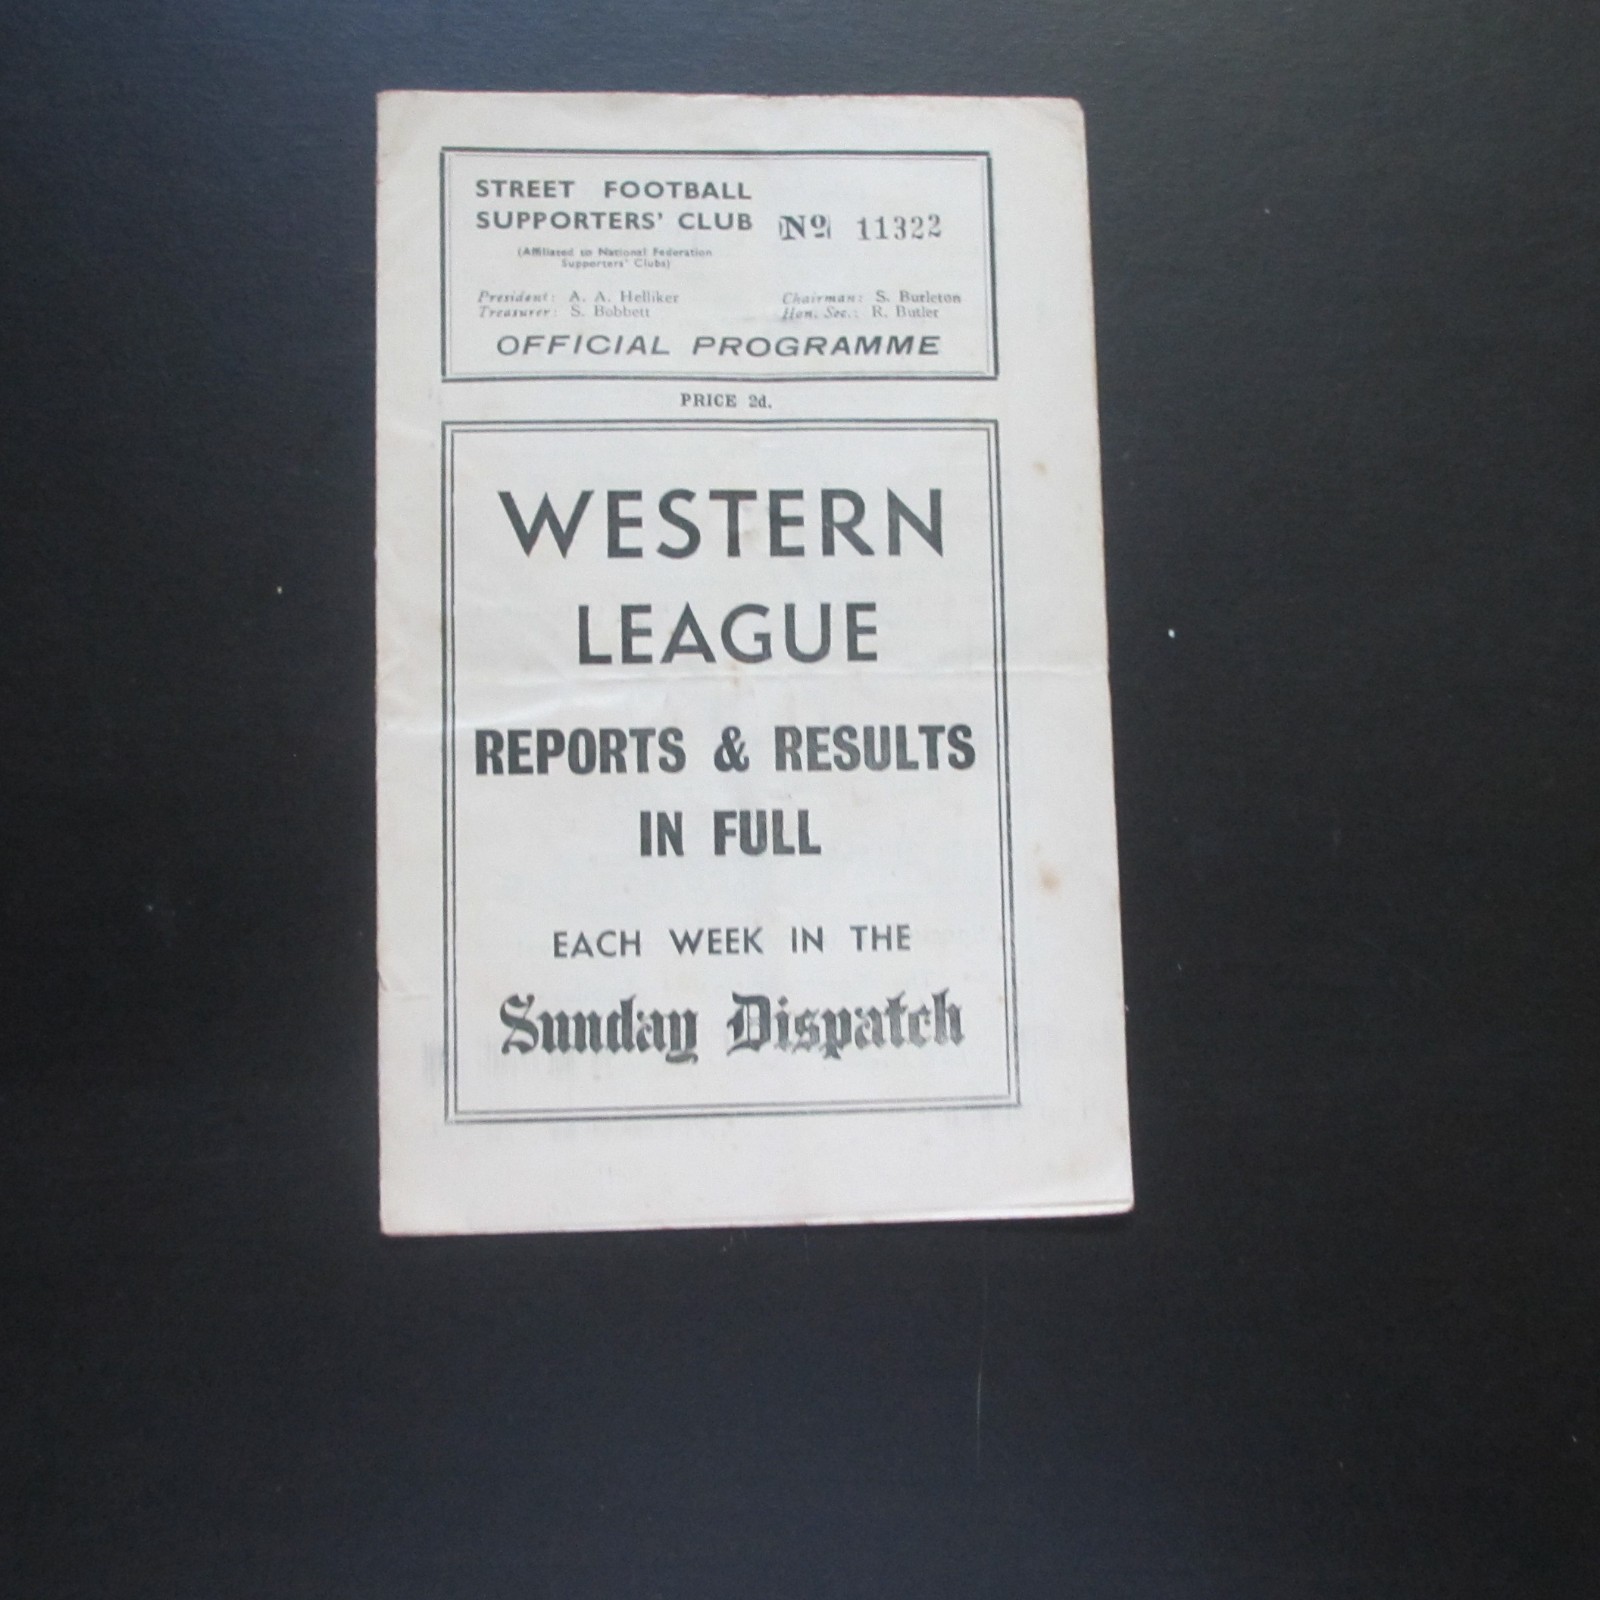 STREET FOOTBALL
SUPPORTERS' CLUB Nº 11322
(Affiliated to National Federation
Supporters' Clubs)
President: A. A. Helliker Chairman: S. Burleton
Treasurer: S. Bobbett Hon. Sec.: R. Butler
OFFICIAL PROGRAMME
PRICE 2d.
WESTERN
LEAGUE
REPORTS & RESULTS
IN FULL
EACH WEEK IN THE
Sunday Dispatch